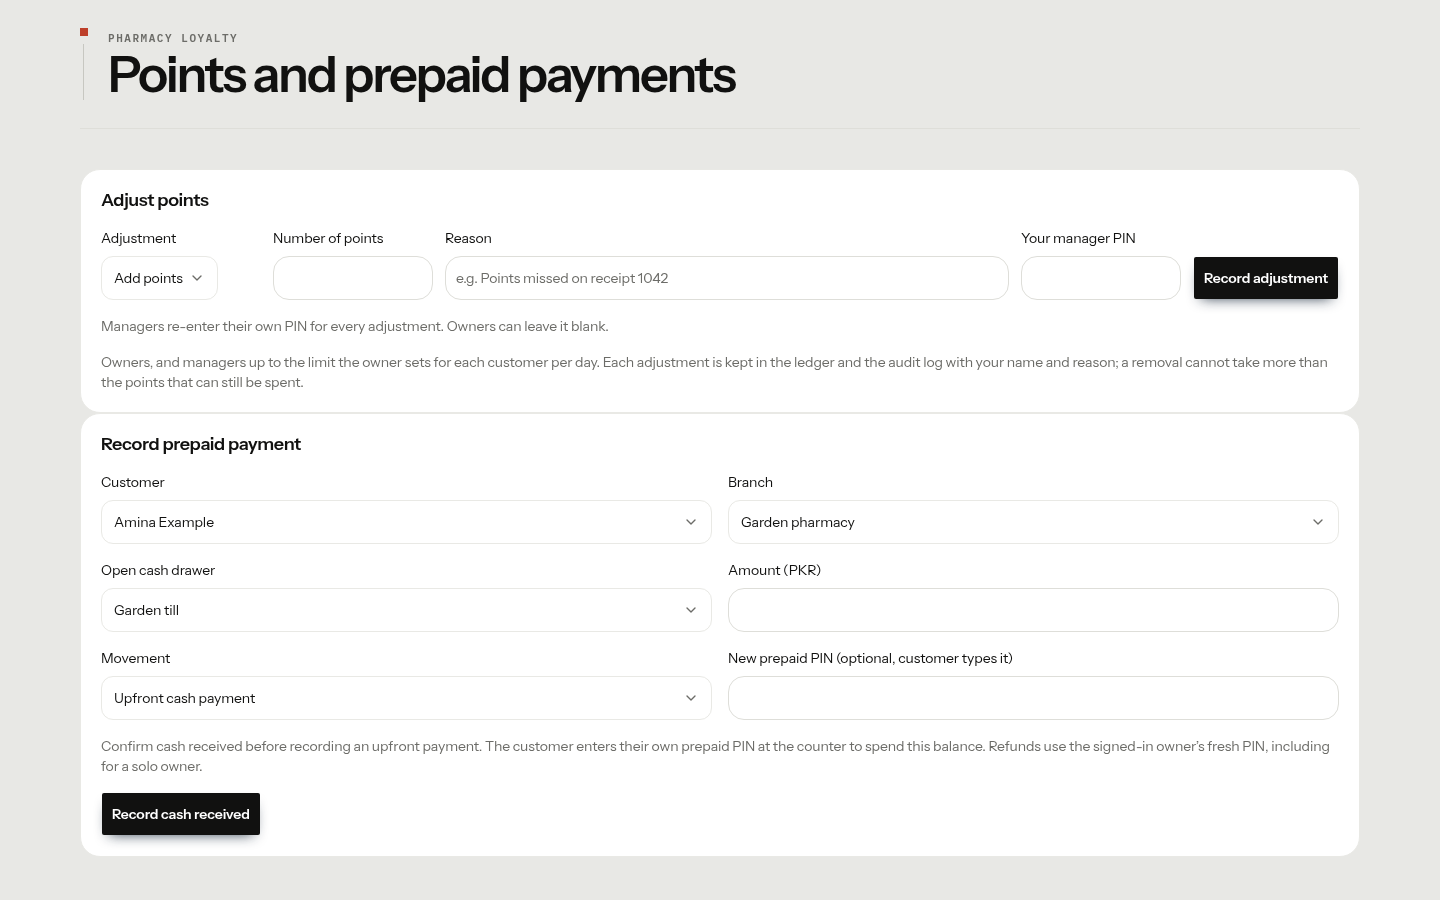 PHARMACY LOYALTY
Points and prepaid payments
Adjust points
Adjustment
Number of points
Reason
Your manager PIN
Add points
e.g. Points missed on receipt 1042
Record adjustment
Managers re-enter their own PIN for every adjustment. Owners can leave it blank.
Owners, and managers up to the limit the owner sets for each customer per day. Each adjustment is kept in the ledger and the audit log with your name and reason; a removal cannot take more than
the points that can still be spent.
Record prepaid payment
Customer
Branch
Amina Example
Garden pharmacy
Open cash drawer
Amount (PKR)
Garden till
Movement
New prepaid PIN (optional, customer types it)
Upfront cash payment
Confirm cash received before recording an upfront payment. The customer enters their own prepaid PIN at the counter to spend this balance. Refunds use the signed-in owner’s fresh PIN, including
for a solo owner.
Record cash received